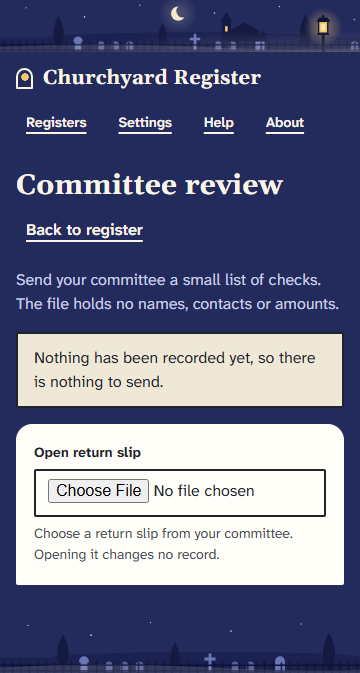 Churchyard Register
Registers Settings Help About
Committee review
Back to register
Send your committee a small list of checks.
The file holds no names, contacts or amounts.
Nothing has been recorded yet, so there
is nothing to send.
Open return slip
Choose File No file chosen
Choose a return slip from your committee.
Opening it changes no record.